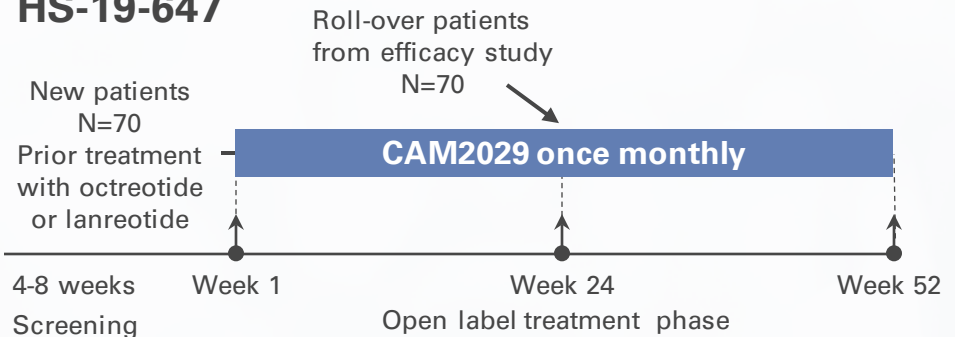 HS-19-647
Roll-over patients
from efficacy study
N=70
New patients
N=70
Prior treatment
with octreotide
or lanreotide
CAM2029 once monthly
4-8 weeks
Screening
Week 1
Week 24
Week 52
Open label treatment phase